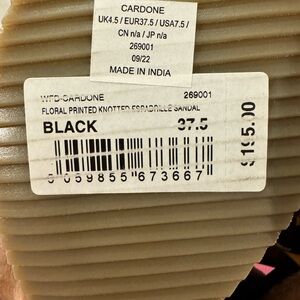 CARDONE
UK4.5 / EUR37.5 / USA7.5 /
CN n/a / JP n/a
269001
09/22
MADE IN INDIA
WFB-CARDONE 269001
FLORAL PRINTED KNOTTED ESPADRILLE SANDAL
BLACK 37.5
$195.00
5 059855 673667